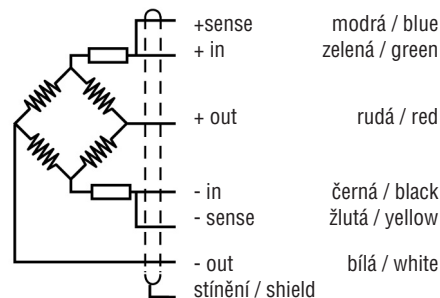 +sense modrá / blue
+ in zelená / green
+ out rudá / red
- in černá / black
- sense žlutá / yellow
- out bílá / white
stínění / shield